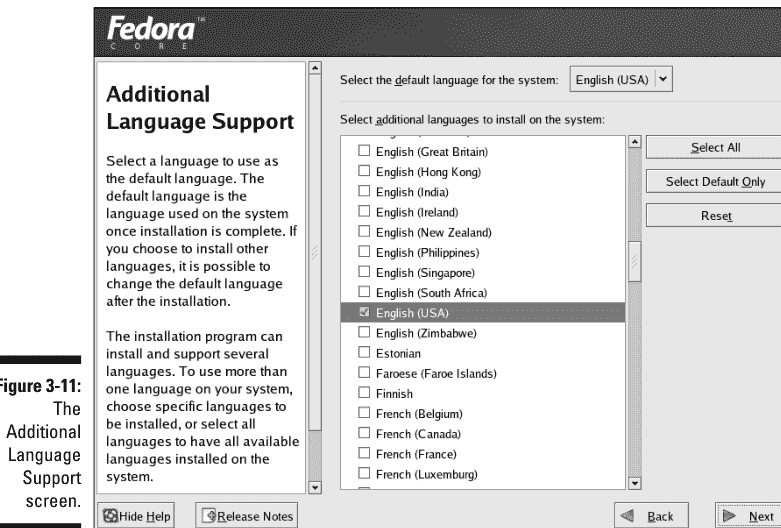 Fedora™
CORE
Additional
Language Support
Select a language to use as
the default language. The
default language is the
language used on the system
once installation is complete. If
you choose to install other
languages, it is possible to
change the default language
after the installation.
The installation program can
install and support several
languages. To use more than
one language on your system,
choose specific languages to
be installed, or select all
languages to have all available
languages installed on the
system.
Select the default language for the system: English (USA)
Select additional languages to install on the system:
English (Great Britain)
English (Hong Kong)
English (India)
English (Ireland)
English (New Zealand)
English (Philippines)
English (Singapore)
English (South Africa)
English (USA)
English (Zimbabwe)
Estonian
Faroese (Faroe Islands)
Finnish
French (Belgium)
French (Canada)
French (France)
French (Luxemburg)
Select All
Select Default Only
Reset
Hide Help
Release Notes
Back
Next
Figure 3-11:
The
Additional
Language
Support
screen.